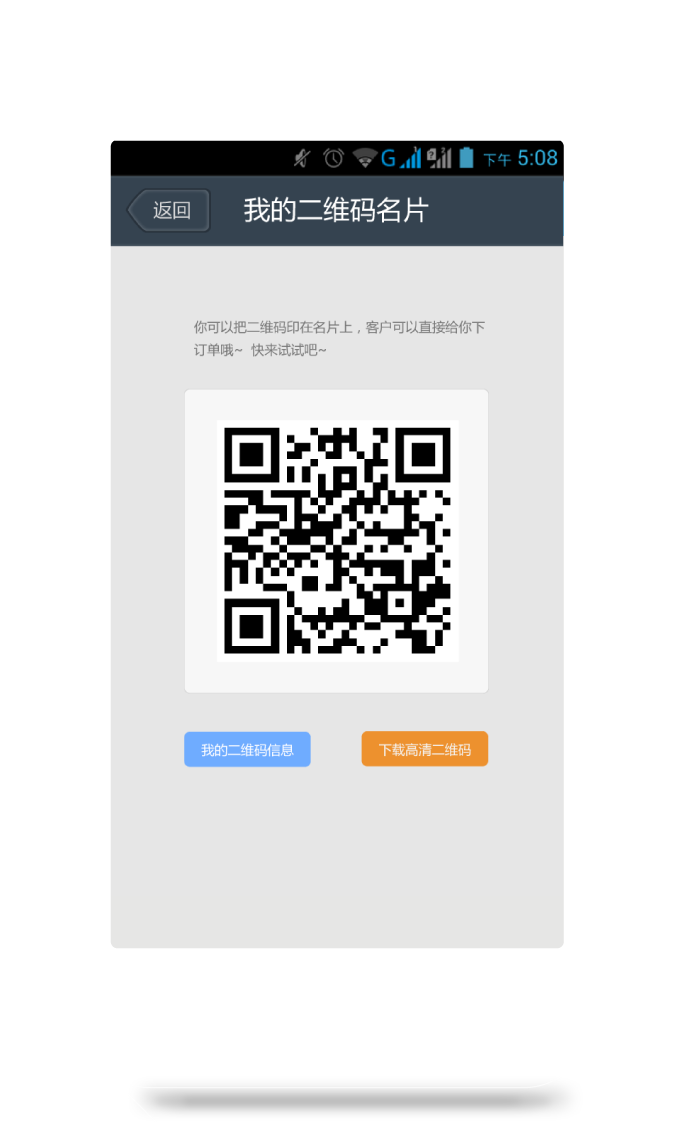 G 下午 5:08
返回 我的二维码名片
你可以把二维码印在名片上，客户可以直接给你下
订单哦~ 快来试试吧~
我的二维码信息 下载高清二维码